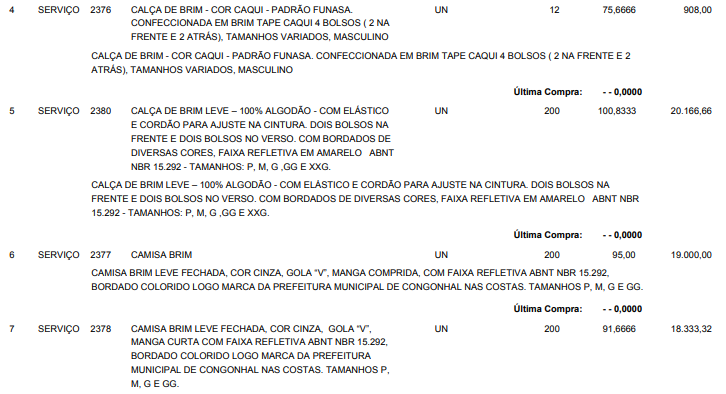 4 SERVIÇO 2376 CALÇA DE BRIM - COR CAQUI - PADRÃO FUNASA. UN 12 75,6666 908,00
CONFECCIONADA EM BRIM TAPE CAQUI 4 BOLSOS ( 2 NA
FRENTE E 2 ATRÁS), TAMANHOS VARIADOS, MASCULINO
CALÇA DE BRIM - COR CAQUI - PADRÃO FUNASA. CONFECCIONADA EM BRIM TAPE CAQUI 4 BOLSOS ( 2 NA FRENTE E 2
ATRÁS), TAMANHOS VARIADOS, MASCULINO
Última Compra: - - 0,0000
5 SERVIÇO 2380 CALÇA DE BRIM LEVE – 100% ALGODÃO - COM ELÁSTICO UN 200 100,8333 20.166,66
E CORDÃO PARA AJUSTE NA CINTURA. DOIS BOLSOS NA
FRENTE E DOIS BOLSOS NO VERSO. COM BORDADOS DE
DIVERSAS CORES, FAIXA REFLETIVA EM AMARELO ABNT
NBR 15.292 - TAMANHOS: P, M, G ,GG E XXG.
CALÇA DE BRIM LEVE – 100% ALGODÃO - COM ELÁSTICO E CORDÃO PARA AJUSTE NA CINTURA. DOIS BOLSOS NA
FRENTE E DOIS BOLSOS NO VERSO. COM BORDADOS DE DIVERSAS CORES, FAIXA REFLETIVA EM AMARELO ABNT NBR
15.292 - TAMANHOS: P, M, G ,GG E XXG.
Última Compra: - - 0,0000
6 SERVIÇO 2377 CAMISA BRIM UN 200 95,00 19.000,00
CAMISA BRIM LEVE FECHADA, COR CINZA, GOLA “V”, MANGA COMPRIDA, COM FAIXA REFLETIVA ABNT NBR 15.292,
BORDADO COLORIDO LOGO MARCA DA PREFEITURA MUNICIPAL DE CONGONHAL NAS COSTAS. TAMANHOS P, M, G E GG.
Última Compra: - - 0,0000
7 SERVIÇO 2378 CAMISA BRIM LEVE FECHADA, COR CINZA, GOLA “V”, UN 200 91,6666 18.333,32
MANGA CURTA COM FAIXA REFLETIVA ABNT NBR 15.292,
BORDADO COLORIDO LOGO MARCA DA PREFEITURA
MUNICIPAL DE CONGONHAL NAS COSTAS. TAMANHOS P,
M, G E GG.